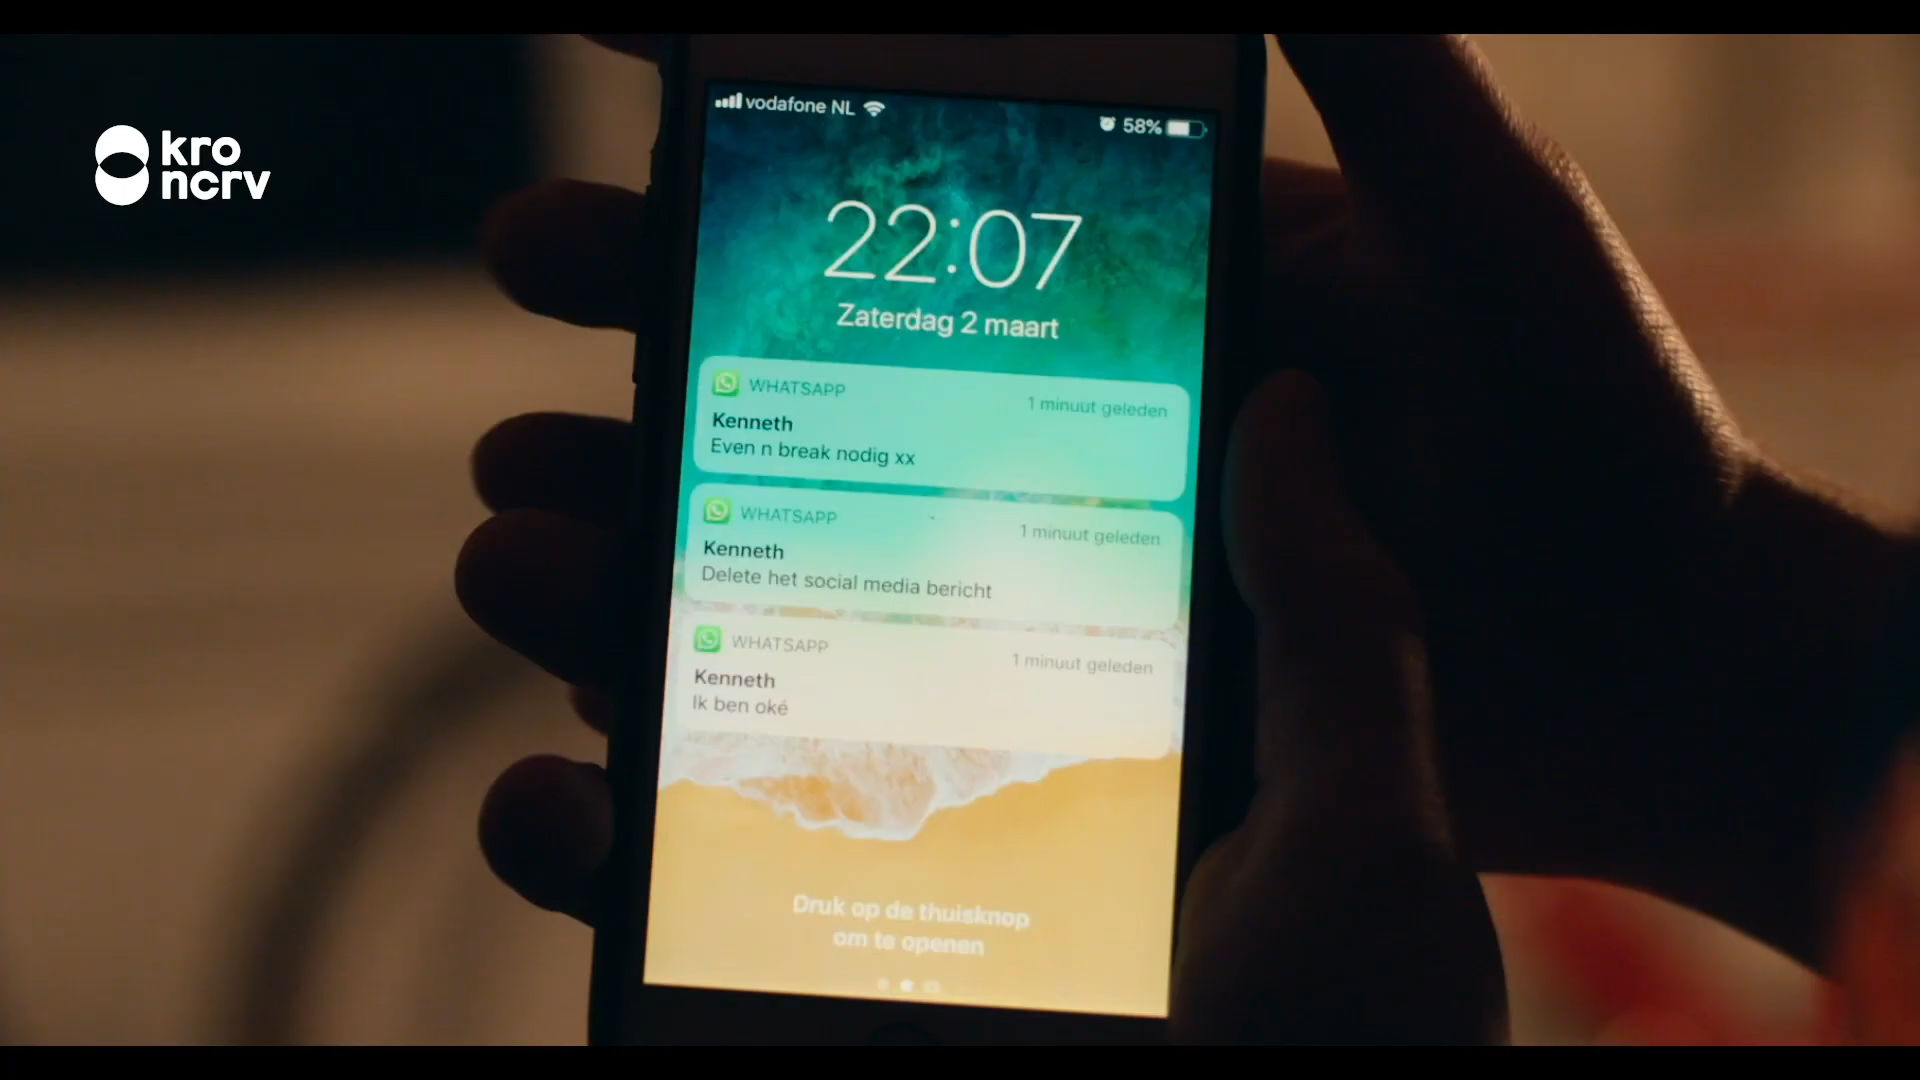 kro
ncrv
vodafone NL
58%
22:07
Zaterdag 2 maart
WHATSAPP
1 minuut geleden
Kenneth
Even n break nodig xx
WHATSAPP
1 minuut geleden
Kenneth
Delete het social media bericht
WHATSAPP
1 minuut geleden
Kenneth
Ik ben oké
Druk op de thuisknop
om te openen